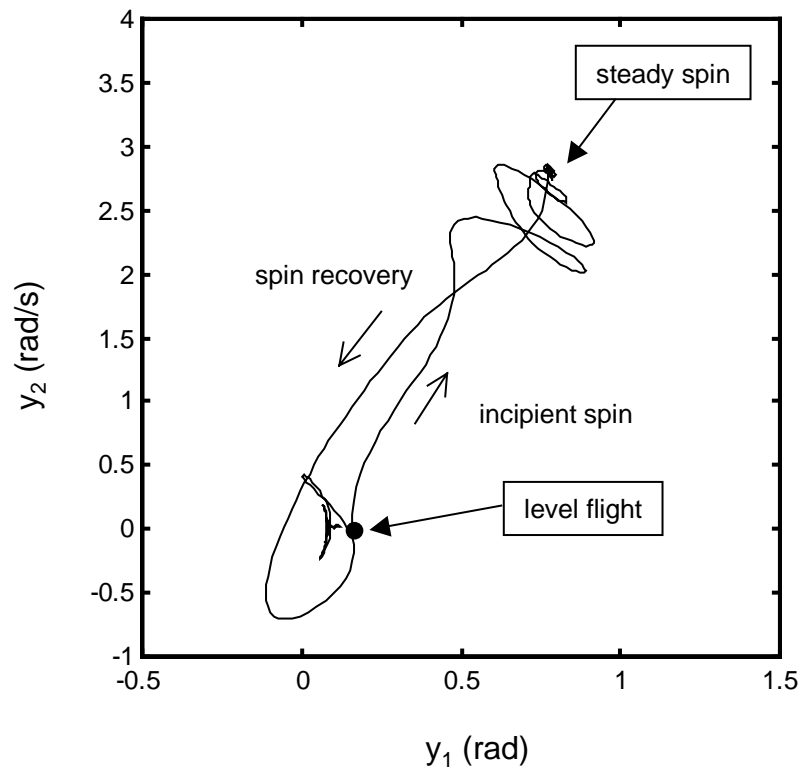 4
steady spin
3.5
3
2.5
2
spin recovery
1.5
y₂ (rad/s)
1
incipient spin
0.5
level flight
0
-0.5
-1
-0.5 0 0.5 1 1.5
y₁ (rad)